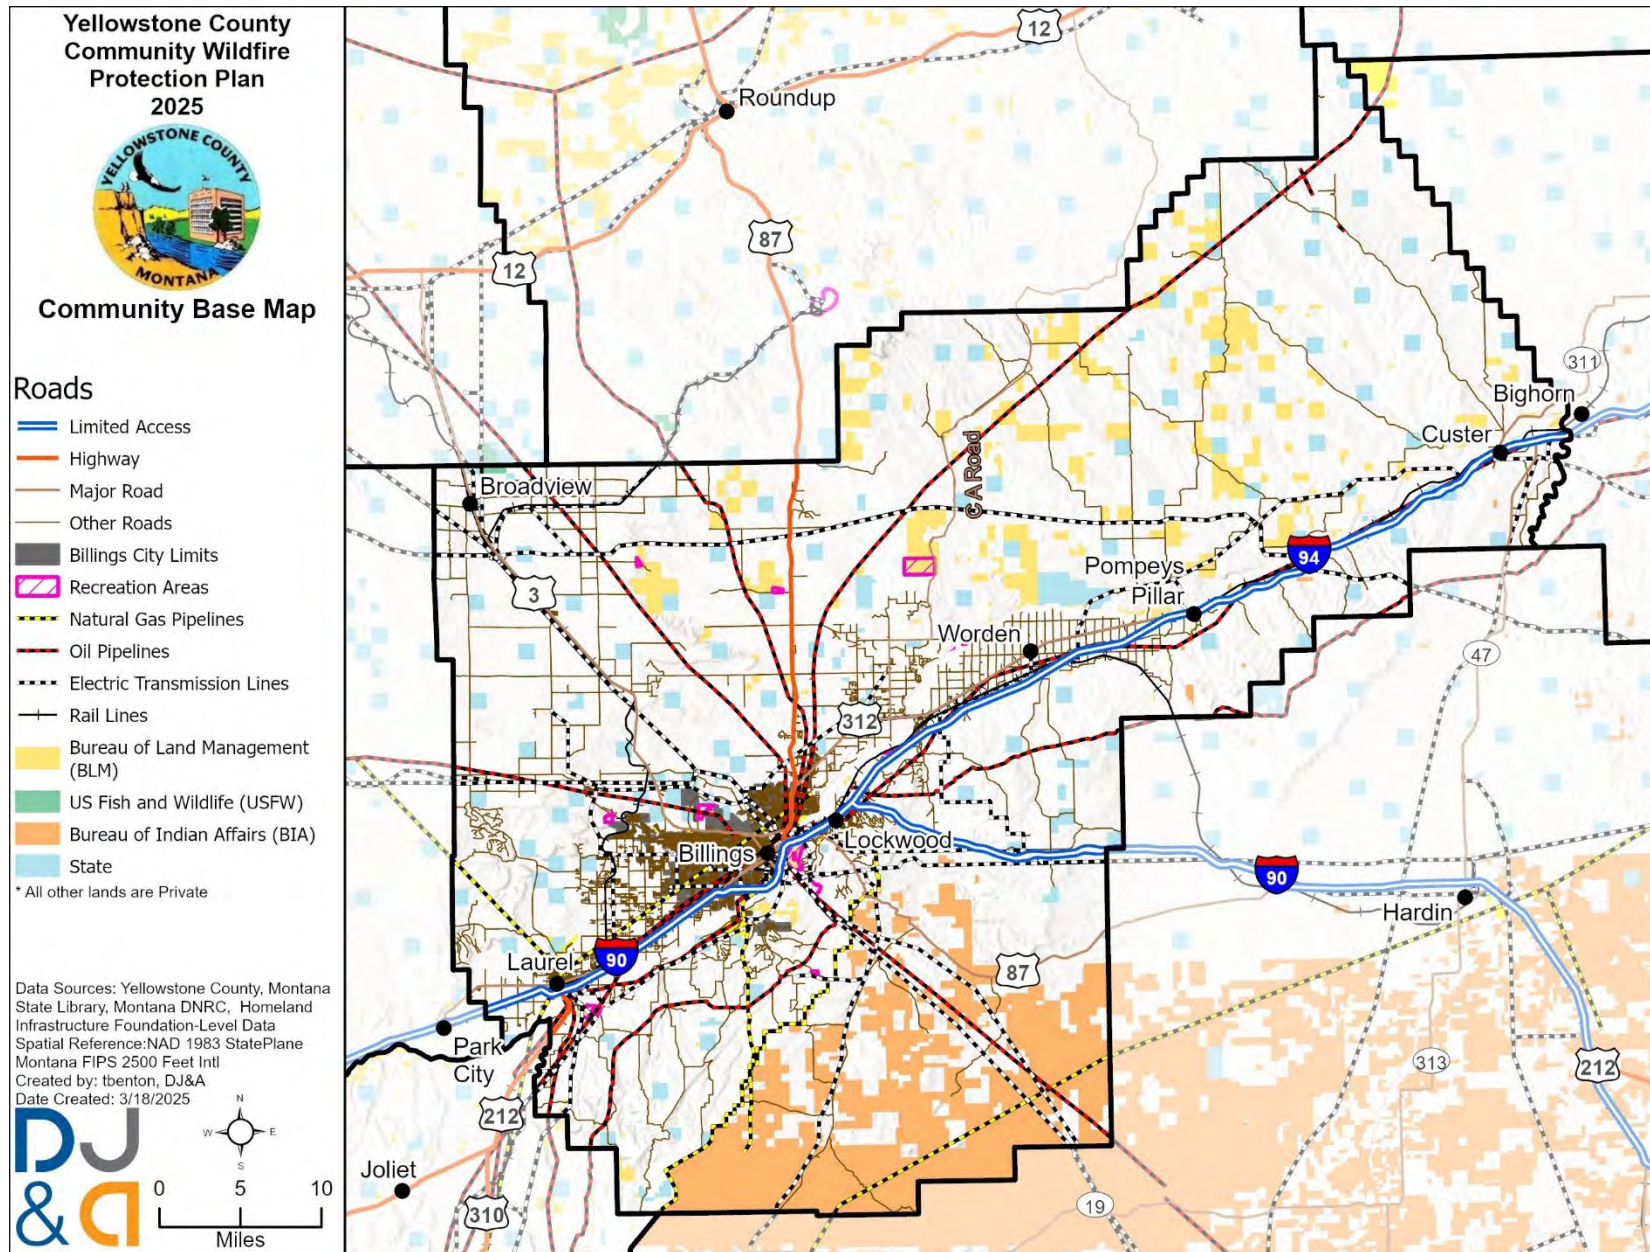 Yellowstone County
Community Wildfire
Protection Plan
2025
YELLOWSTONE COUNTY
MONTANA
Community Base Map
Roads
Limited Access
Highway
Major Road
Other Roads
Billings City Limits
Recreation Areas
Natural Gas Pipelines
Oil Pipelines
Electric Transmission Lines
Rail Lines
Bureau of Land Management
(BLM)
US Fish and Wildlife (USFW)
Bureau of Indian Affairs (BIA)
State
* All other lands are Private
Data Sources: Yellowstone County, Montana
State Library, Montana DNRC, Homeland
Infrastructure Foundation-Level Data
Spatial Reference:NAD 1983 StatePlane
Montana FIPS 2500 Feet Intl
Created by: tbenton, DJ&A
Date Created: 3/18/2025
DJ
&A
N
W E
S
0 5 10
Miles
12
Roundup
87
12
311
Bighorn
Custer
C A Road
Broadview
94
Pompeys
Pillar
3
Worden
47
312
Lockwood
Billings
90
Hardin
90
Laurel
87
Park
City
313
212
212
Joliet
310
19